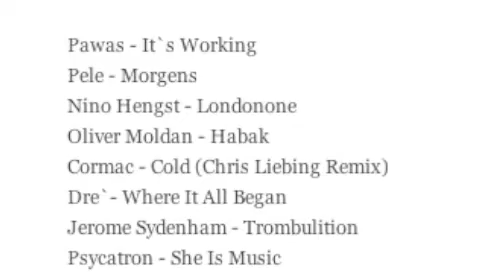 Pawas - It`s Working
Pele - Morgens
Nino Hengst - Londonone
Oliver Moldan - Habak
Cormac - Cold (Chris Liebing Remix)
Dre`- Where It All Began
Jerome Sydenham - Trombulition
Psycatron - She Is Music